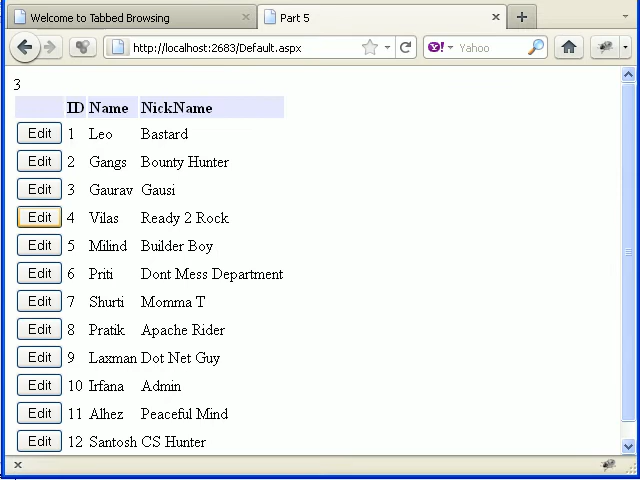 Welcome to Tabbed Browsing
Part 5
http://localhost:2683/Default.aspx
Yahoo
3
ID Name NickName
Edit 1 Leo Bastard
Edit 2 Gangs Bounty Hunter
Edit 3 Gaurav Gausi
Edit 4 Vilas Ready 2 Rock
Edit 5 Milind Builder Boy
Edit 6 Priti Dont Mess Department
Edit 7 Shurti Momma T
Edit 8 Pratik Apache Rider
Edit 9 Laxman Dot Net Guy
Edit 10 Irfana Admin
Edit 11 Alhez Peaceful Mind
Edit 12 Santosh CS Hunter